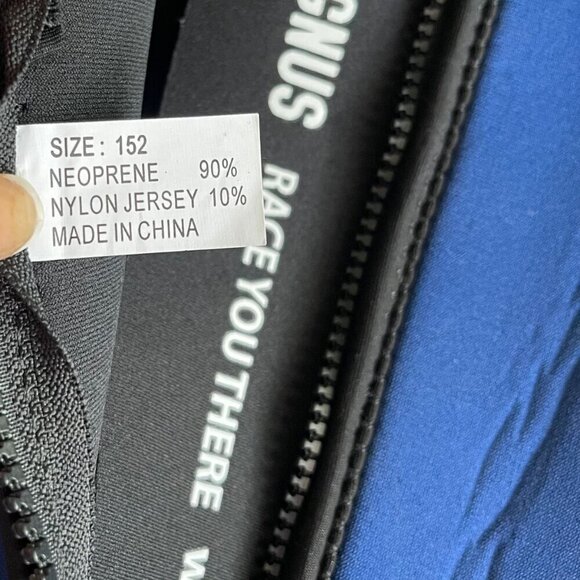 SIZE: 152
NEOPRENE 90%
NYLON JERSEY 10%
MADE IN CHINA
GNUS
RACE YOU THERE
W